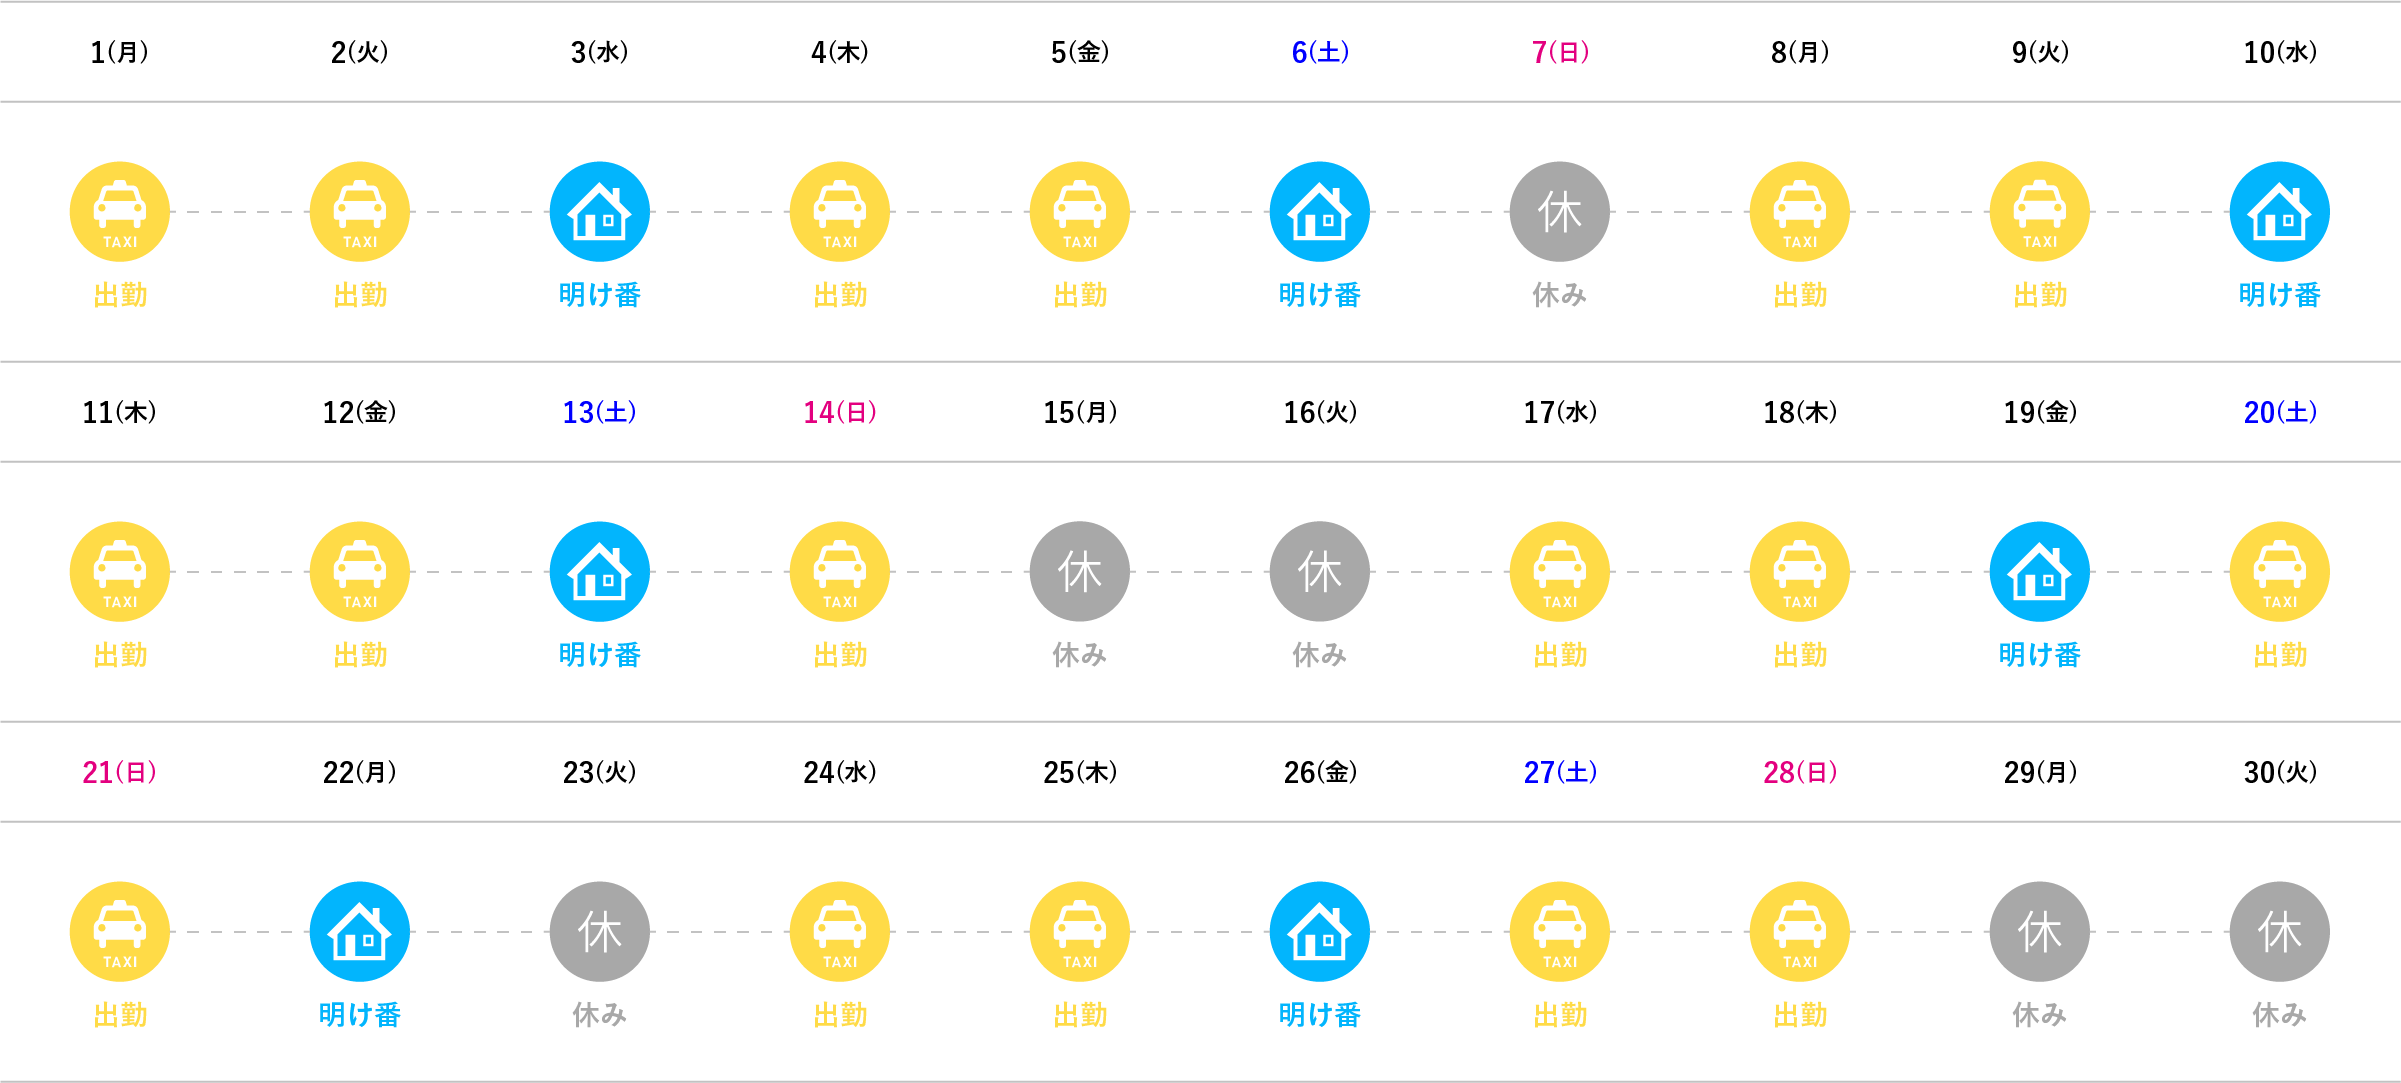 1(月) 2(火) 3(水) 4(木) 5(金) 6(土) 7(日) 8(月) 9(火) 10(水)
TAXI TAXI TAXI TAXI 休 TAXI TAXI
出勤 出勤 明け番 出勤 出勤 明け番 休み 出勤 出勤 明け番
11(木) 12(金) 13(土) 14(日) 15(月) 16(火) 17(水) 18(木) 19(金) 20(土)
TAXI TAXI TAXI 休 休 TAXI TAXI TAXI
出勤 出勤 明け番 出勤 休み 休み 出勤 出勤 明け番 出勤
21(日) 22(月) 23(火) 24(水) 25(木) 26(金) 27(土) 28(日) 29(月) 30(火)
TAXI 休 TAXI TAXI TAXI TAXI 休 休
出勤 明け番 休み 出勤 出勤 明け番 出勤 出勤 休み 休み